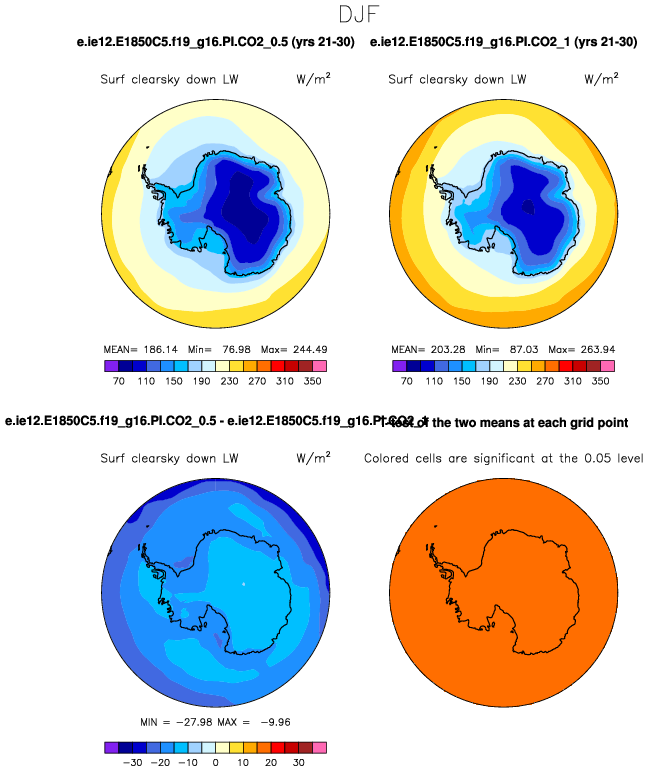 DJF
e.ie12.E1850C5.f19_g16.PI.CO2_0.5 (yrs 21-30)
e.ie12.E1850C5.f19_g16.PI.CO2_1 (yrs 21-30)
Surf clearsky down LW W/m²
Surf clearsky down LW W/m²
MEAN= 186.14 Min= 76.98 Max= 244.49
MEAN= 203.28 Min= 87.03 Max= 263.94
70 110 150 190 230 270 310 350
70 110 150 190 230 270 310 350
e.ie12.E1850C5.f19_g16.PI.CO2_0.5 - e.ie12.E1850C5.f19_g16.PI.CO2_1
T-test of the two means at each grid point
Surf clearsky down LW W/m²
Colored cells are significant at the 0.05 level
MIN = −27.98 MAX = −9.96
−30 −20 −10 0 10 20 30